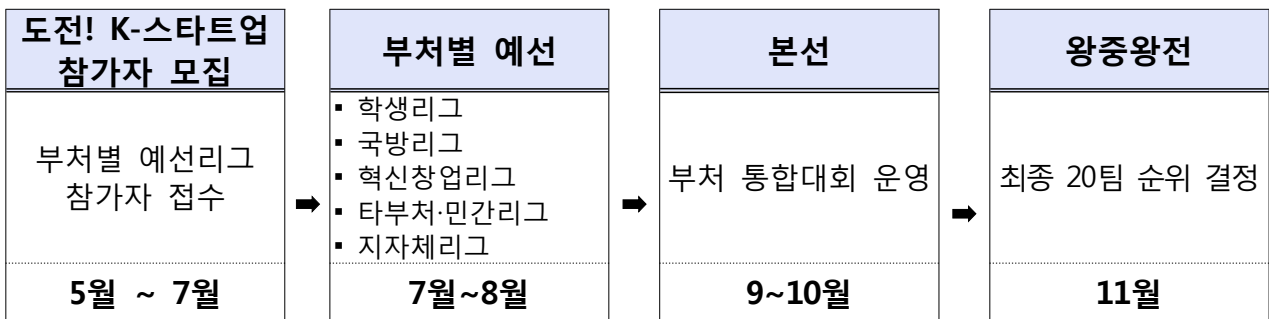 도전! K-스타트업
참가자 모집
부처별 예선리그
참가자 접수
5월 ~ 7월
➡
부처별 예선
▪ 학생리그
▪ 국방리그
▪ 혁신창업리그
▪ 타부처·민간리그
▪ 지자체리그
7월~8월
➡
본선
부처 통합대회 운영
9~10월
➡
왕중왕전
최종 20팀 순위 결정
11월